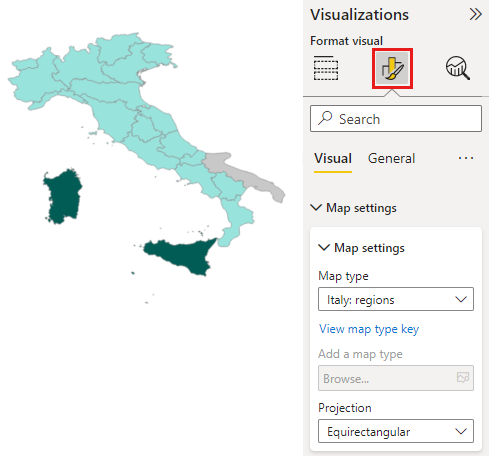 Visualizations
Format visual
Search
Visual General ...
Map settings
Map settings
Map type
Italy: regions
View map type key
Add a map type
Browse...
Projection
Equirectangular